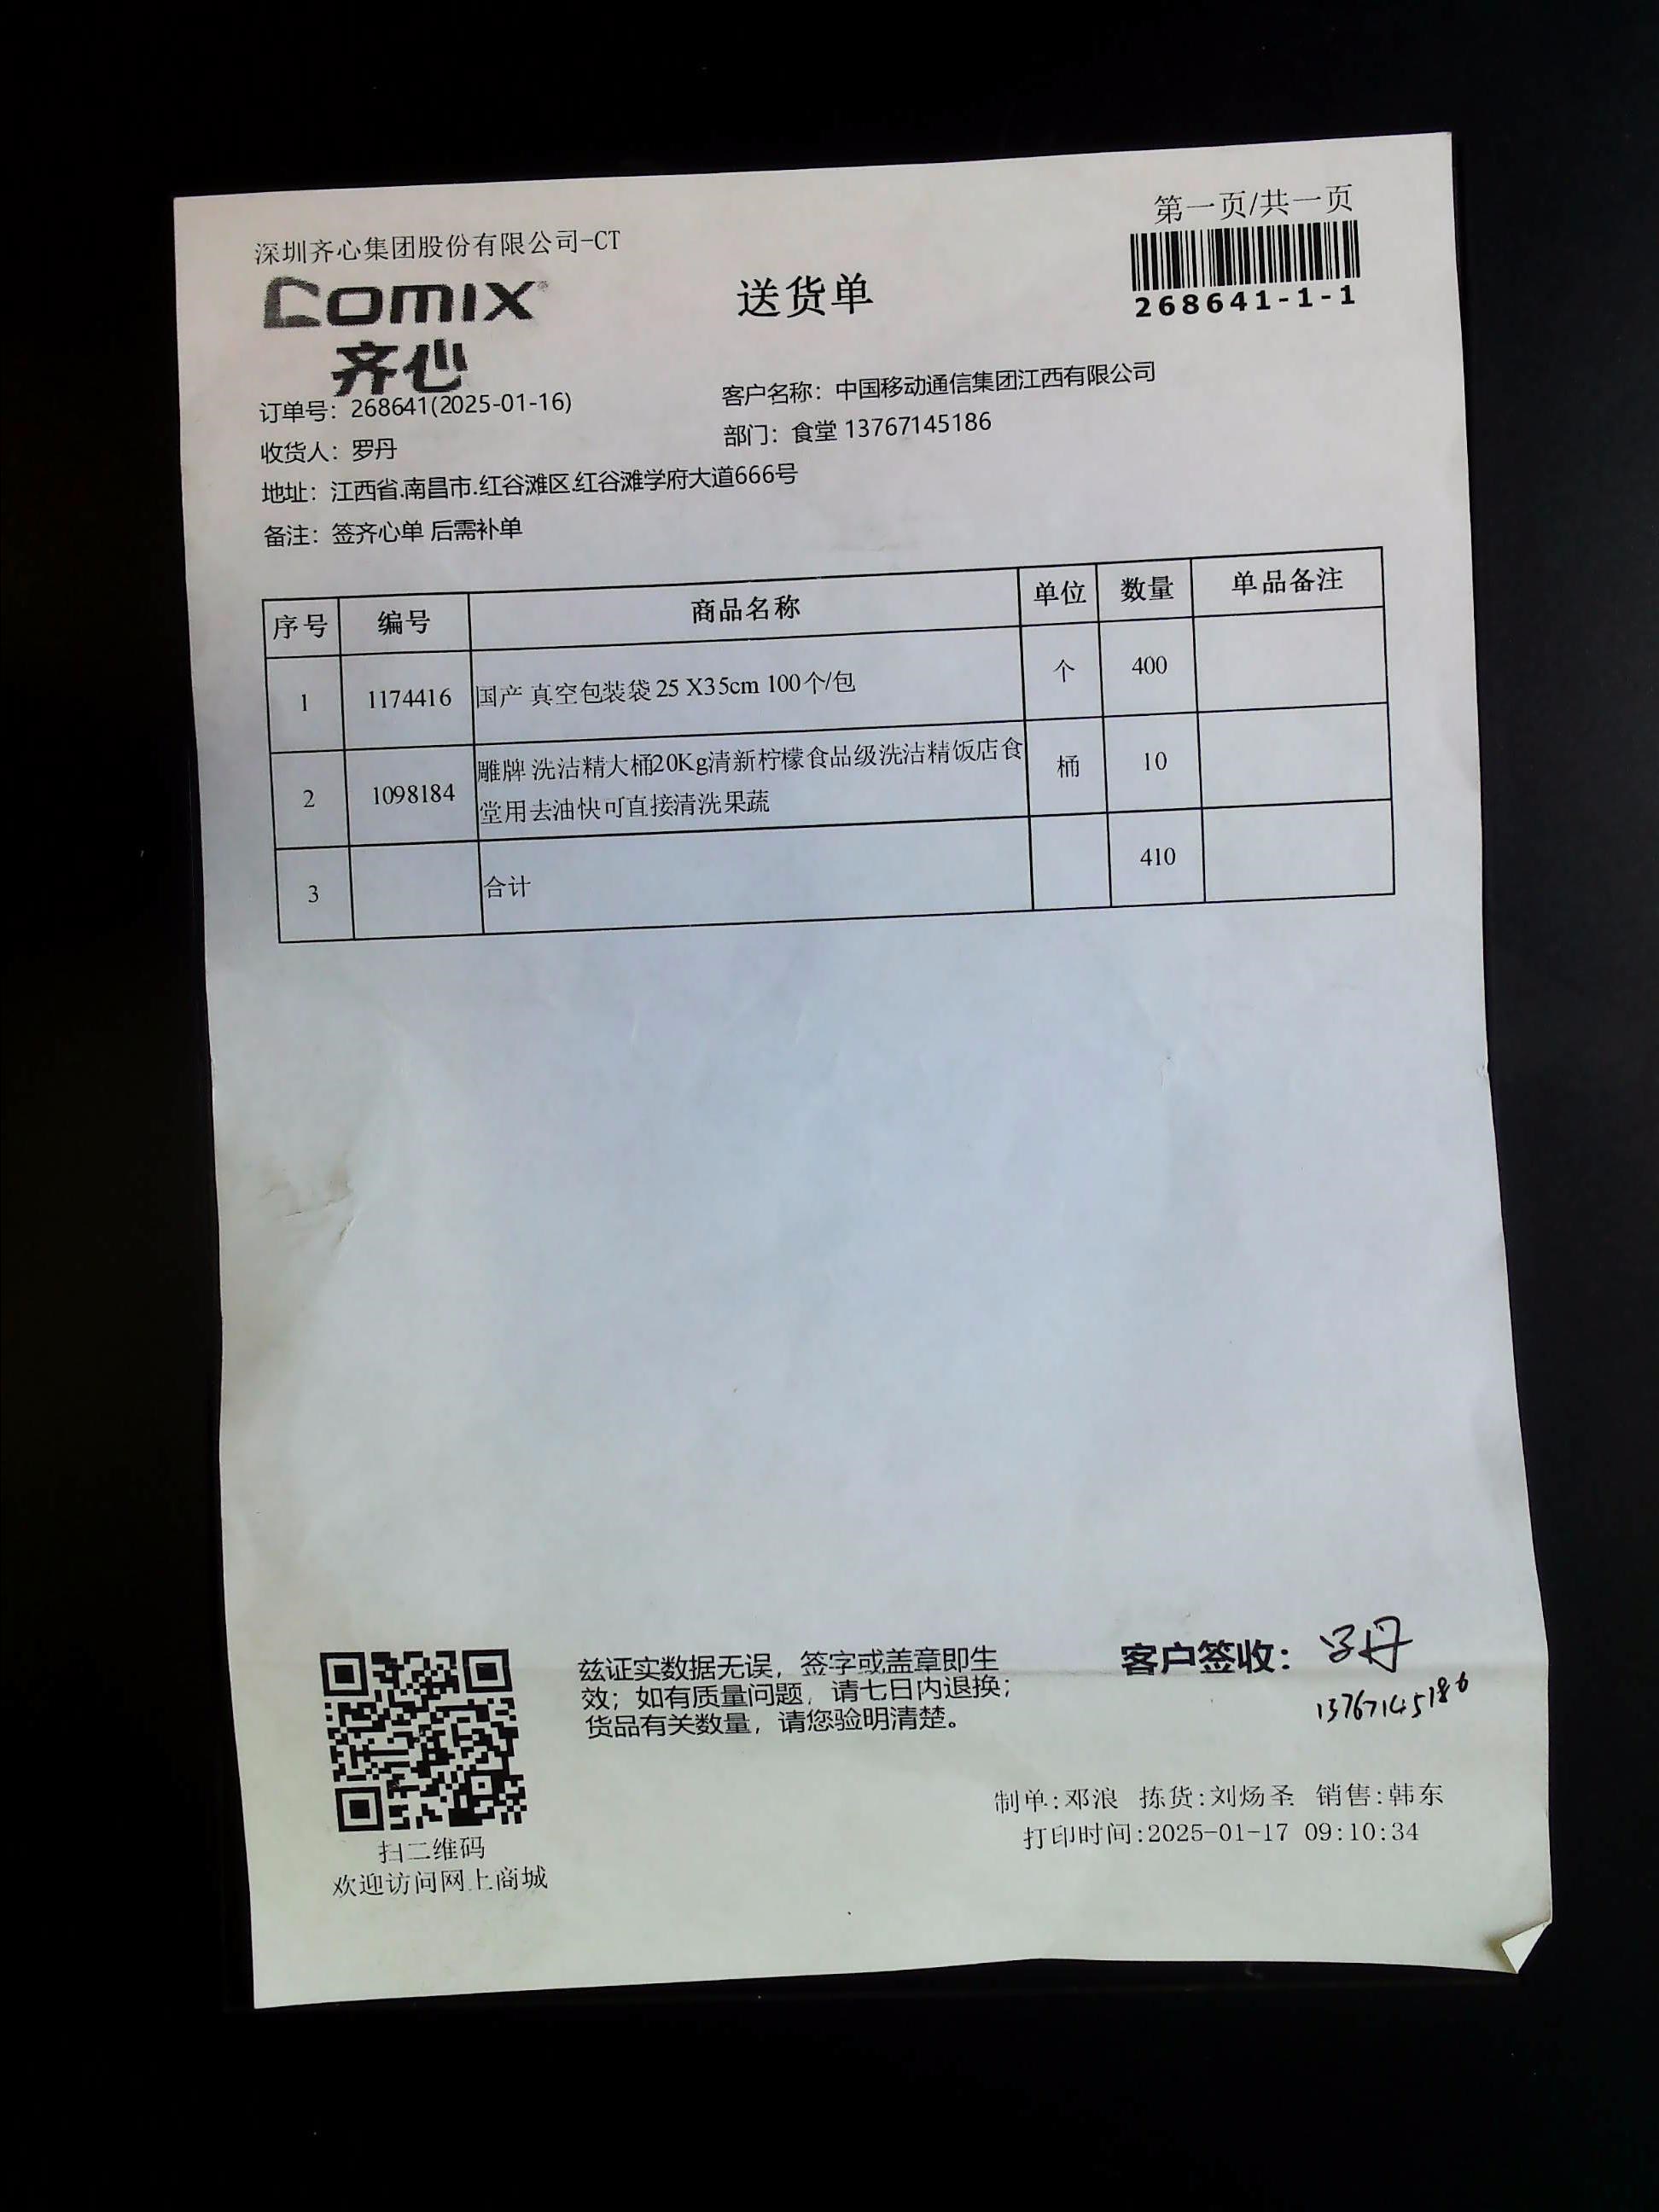 第一页/共一页
深圳齐心集团股份有限公司-CT
comix
齐心
送货单
268641-1-1
订单号：268641(2025-01-16)
客户名称：中国移动通信集团江西有限公司
收货人：罗丹
部门：食堂 13767145186
地址：江西省.南昌市.红谷滩区.红谷滩学府大道666号
备注：签齐心单 后需补单
序号 编号 商品名称 单位 数量 单品备注
1 1174416 国产 真空包装袋 25 X35cm 100个/包 个 400
2 1098184 雕牌 洗洁精大桶20Kg清新柠檬食品级洗洁精饭店食 桶 10
堂用去油快可直接清洗果蔬
3 合计 410
兹证实数据无误，签字或盖章即生
效；如有质量问题，请七日内退换；
货品有关数量，请您验明清楚。
客户签收：罗丹
13767145186
制单:邓浪 拣货:刘炀圣 销售:韩东
打印时间:2025-01-17 09:10:34
扫二维码
欢迎访问网上商城